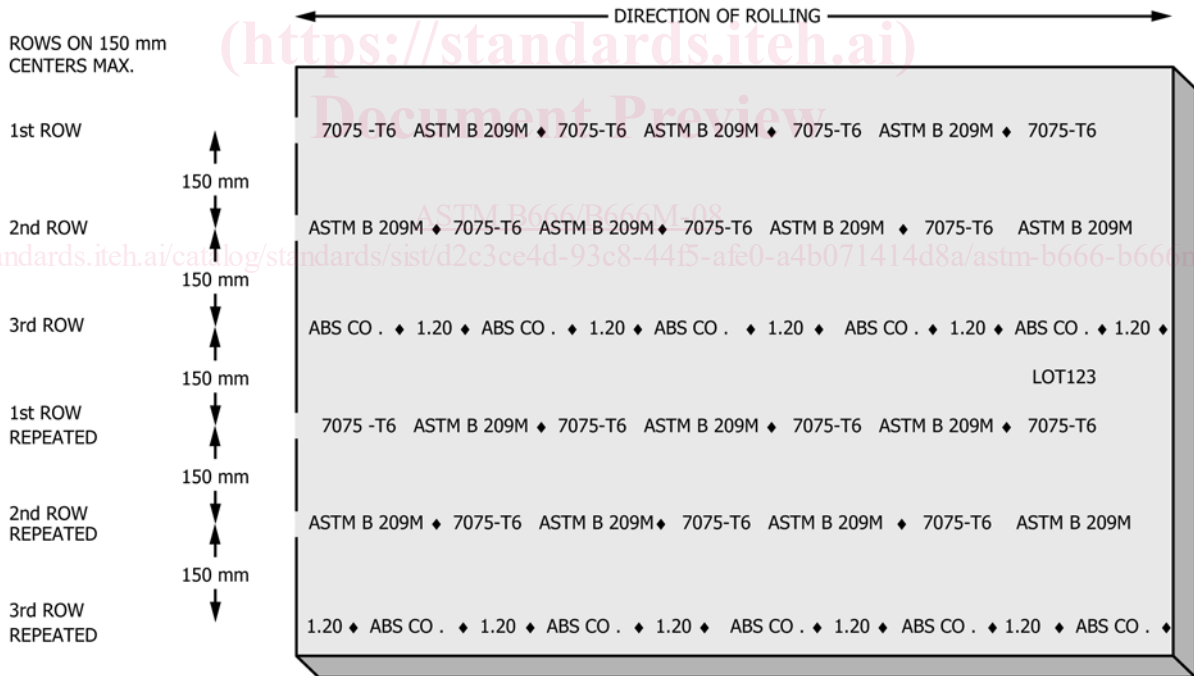 DIRECTION OF ROLLING
(https://standards.iteh.ai)
ROWS ON 150 mm
CENTERS MAX.
Document Preview
1st ROW 7075 -T6 ASTM B 209M ♦ 7075-T6 ASTM B 209M ♦ 7075-T6 ASTM B 209M ♦ 7075-T6
150 mm
ASTM B666/B666M-08
2nd ROW ASTM B 209M ♦ 7075-T6 ASTM B 209M ♦ 7075-T6 ASTM B 209M ♦ 7075-T6 ASTM B 209M
andards.iteh.ai/catalog/standards/sist/d2c3ce4d-93c8-44f5-afe0-a4b071414d8a/astm-b666-b666m
150 mm
3rd ROW ABS CO . ♦ 1.20 ♦ ABS CO . ♦ 1.20 ♦ ABS CO . ♦ 1.20 ♦ ABS CO . ♦ 1.20 ♦ ABS CO . ♦ 1.20 ♦
150 mm LOT123
1st ROW
REPEATED 7075 -T6 ASTM B 209M ♦ 7075-T6 ASTM B 209M ♦ 7075-T6 ASTM B 209M ♦ 7075-T6
150 mm
2nd ROW
REPEATED ASTM B 209M ♦ 7075-T6 ASTM B 209M ♦ 7075-T6 ASTM B 209M ♦ 7075-T6 ASTM B 209M
150 mm
3rd ROW
REPEATED 1.20 ♦ ABS CO . ♦ 1.20 ♦ ABS CO . ♦ 1.20 ♦ ABS CO . ♦ 1.20 ♦ ABS CO . ♦ 1.20 ♦ ABS CO . ♦